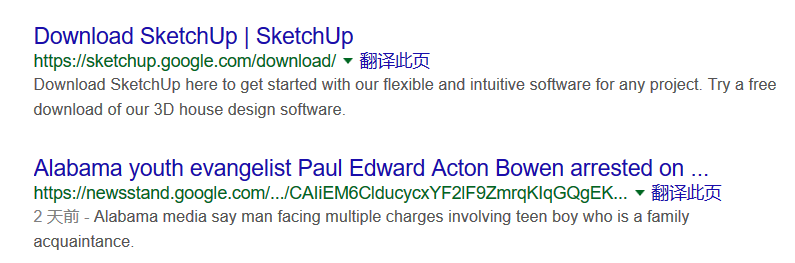 Download SketchUp | SketchUp
https://sketchup.google.com/download/ ▼ 翻译此页
Download SketchUp here to get started with our flexible and intuitive software for any project. Try a free
download of our 3D house design software.
Alabama youth evangelist Paul Edward Acton Bowen arrested on ...
https://newsstand.google.com/.../CAIiEM6ClducycxYF2lF9ZmrqKIqGQgEK... ▼ 翻译此页
2 天前 - Alabama media say man facing multiple charges involving teen boy who is a family
acquaintance.